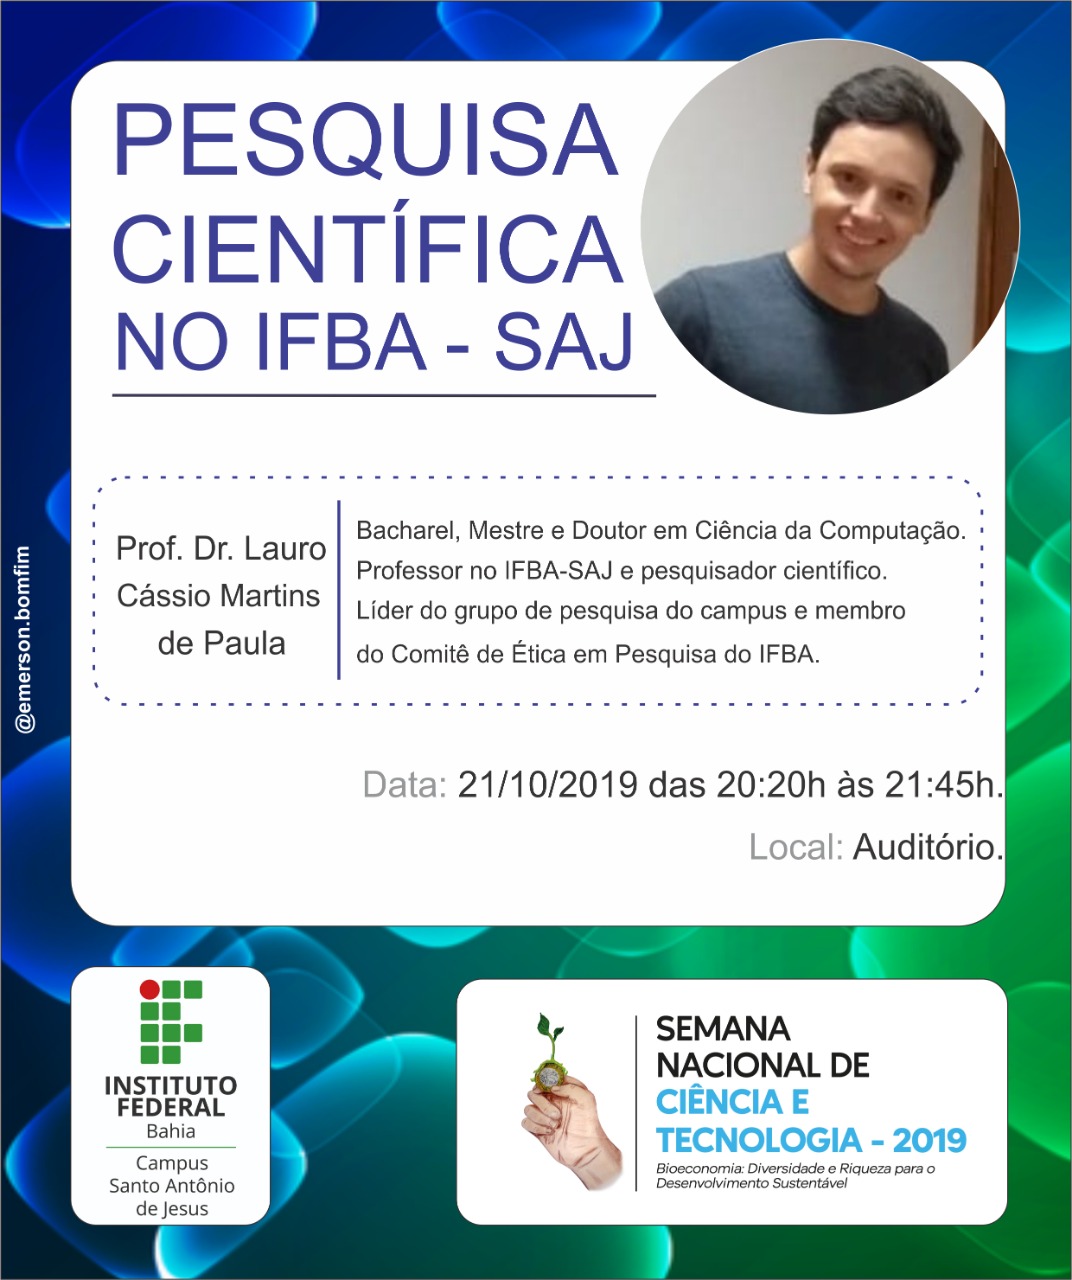 PESQUISA
CIENTÍFICA
NO IFBA - SAJ
Prof. Dr. Lauro
Cássio Martins
de Paula
Bacharel, Mestre e Doutor em Ciência da Computação.
Professor no IFBA-SAJ e pesquisador científico.
Líder do grupo de pesquisa do campus e membro
do Comitê de Ética em Pesquisa do IFBA.
@emerson.bomfim
Data: 21/10/2019 das 20:20h às 21:45h.
Local: Auditório.
INSTITUTO
FEDERAL
Bahia
Campus
Santo Antônio
de Jesus
SEMANA
NACIONAL DE
CIÊNCIA E
TECNOLOGIA - 2019
Bioeconomia: Diversidade e Riqueza para o
Desenvolvimento Sustentável